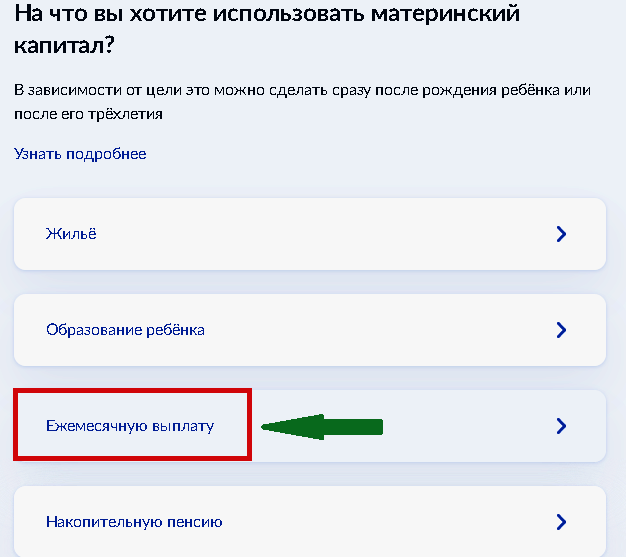 На что вы хотите использовать материнский
капитал?
В зависимости от цели это можно сделать сразу после рождения ребёнка или
после его трёхлетия
Узнать подробнее
Жильё
Образование ребёнка
Ежемесячную выплату
Накопительную пенсию